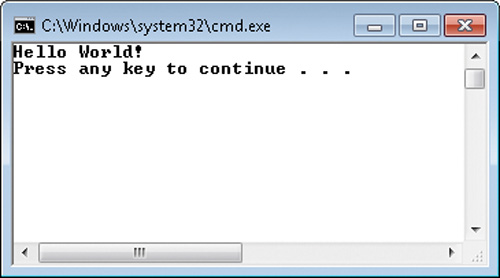 C:\Windows\system32\cmd.exe
Hello World!
Press any key to continue . . .